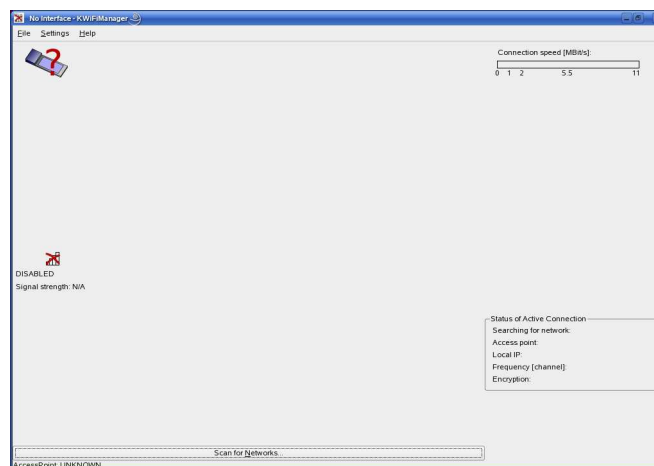 No Interface - KWiFiManager
File Settings Help
Connection speed [MBit/s]:
0 1 2 5.5 11
DISABLED
Signal strength: N/A
Status of Active Connection
Searching for network:
Access point:
Local IP:
Frequency [channel]:
Encryption:
Scan for Networks...
AccessPoint: UNKNOWN